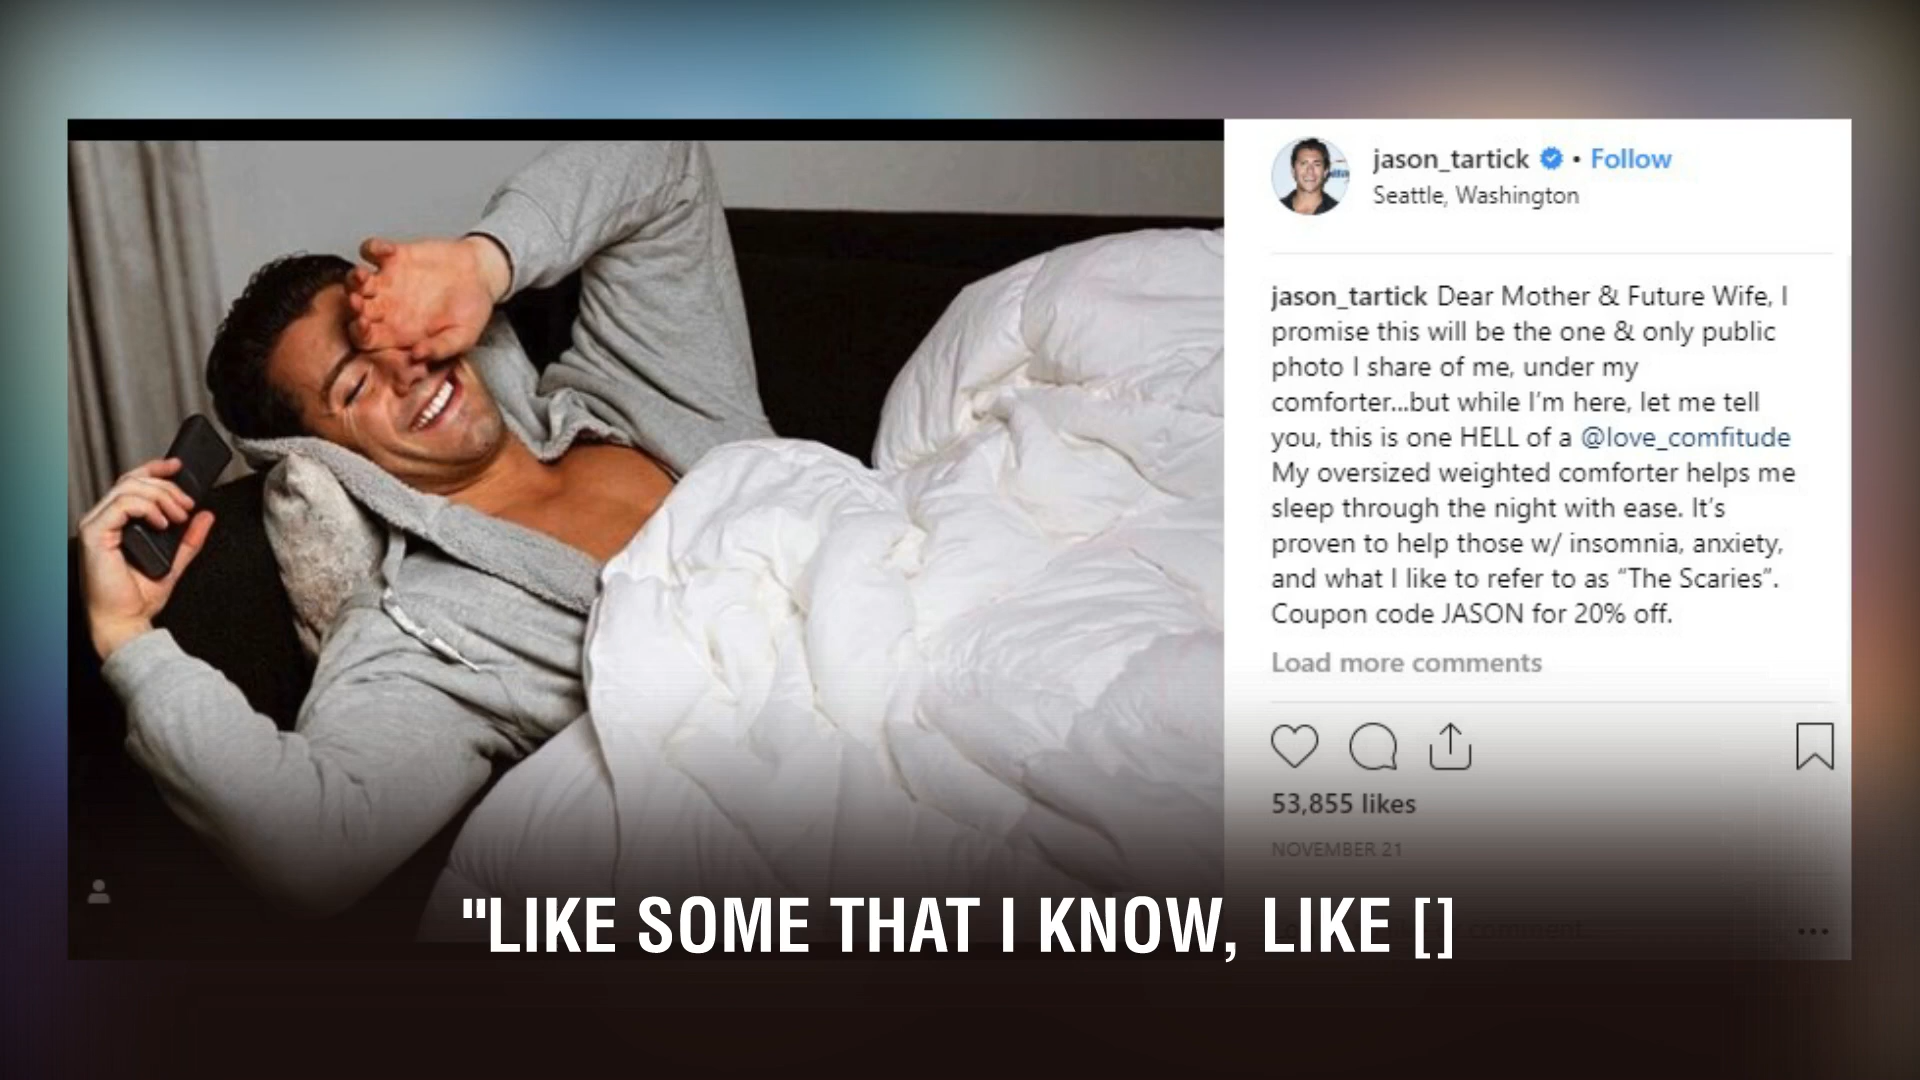 jason_tartick • Follow
Seattle, Washington
jason_tartick Dear Mother & Future Wife, I
promise this will be the one & only public
photo I share of me, under my
comforter...but while I'm here, let me tell
you, this is one HELL of a @love_comfitude
My oversized weighted comforter helps me
sleep through the night with ease. It's
proven to help those w/ insomnia, anxiety,
and what I like to refer to as “The Scaries”.
Coupon code JASON for 20% off.
Load more comments
53,855 likes
NOVEMBER 21
comment
"LIKE SOME THAT I KNOW, LIKE []